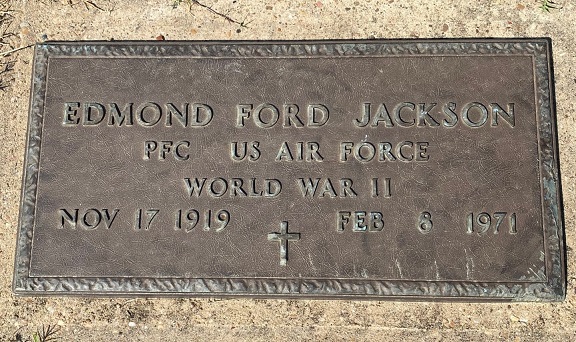 EDMOND FORD JACKSON
PFC US AIR FORCE
WORLD WAR II
NOV 17 1919 FEB 8 1971